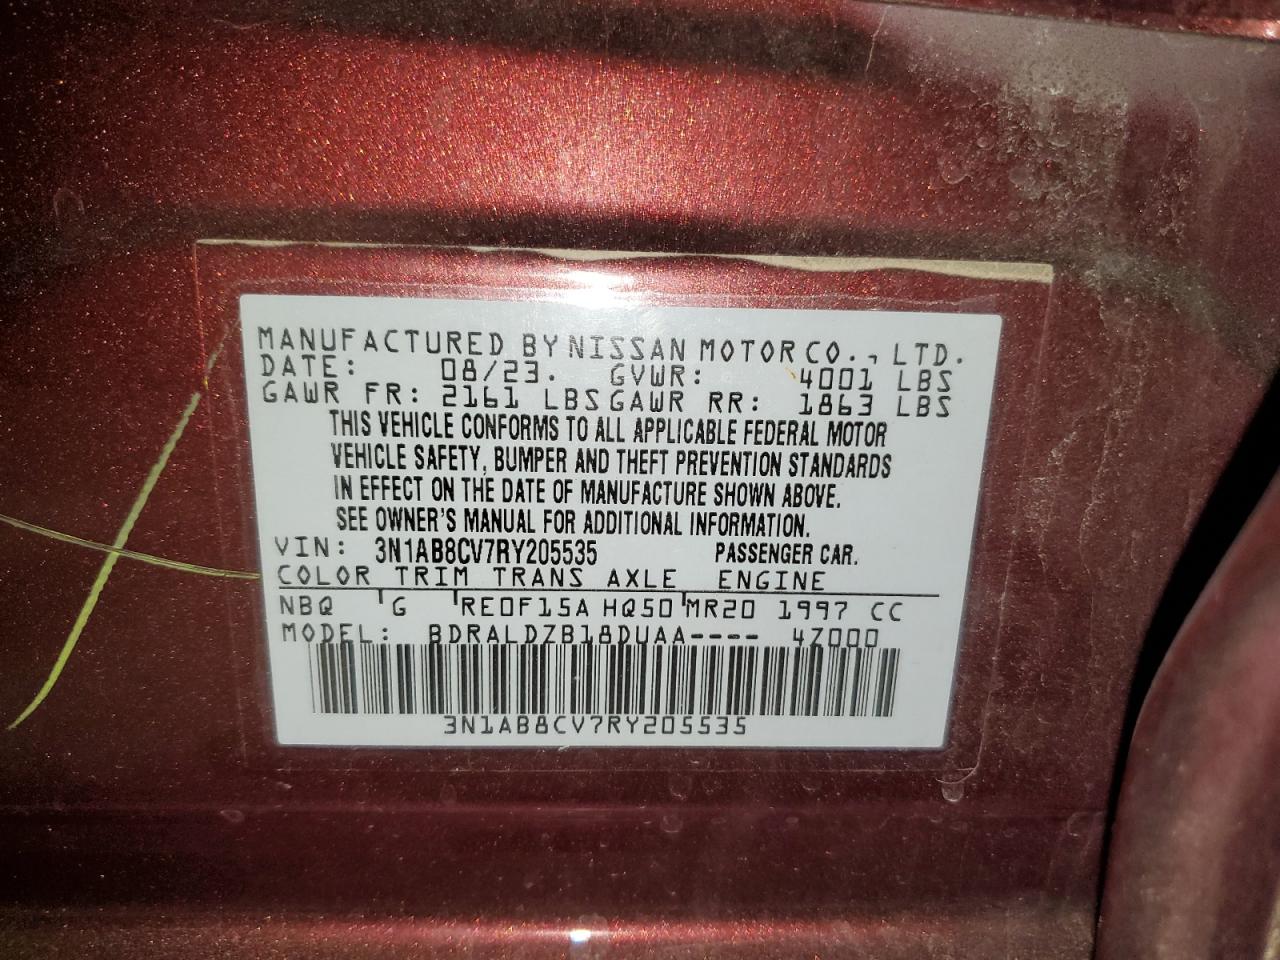 MANUFACTURED BY NISSAN MOTOR CO., LTD.
DATE: 08/23. GVWR: 4001 LBS
GAWR FR: 2161 LBS GAWR RR: 1863 LBS
THIS VEHICLE CONFORMS TO ALL APPLICABLE FEDERAL MOTOR
VEHICLE SAFETY, BUMPER AND THEFT PREVENTION STANDARDS
IN EFFECT ON THE DATE OF MANUFACTURE SHOWN ABOVE.
SEE OWNER'S MANUAL FOR ADDITIONAL INFORMATION.
VIN: 3N1AB8CV7RY205535 PASSENGER CAR.
COLOR TRIM TRANS AXLE ENGINE
NBQ G RE0F15A HQ50 MR20 1997 CC
MODEL: BDRALDZB18DUAA---- 4Z000
3N1AB8CV7RY205535